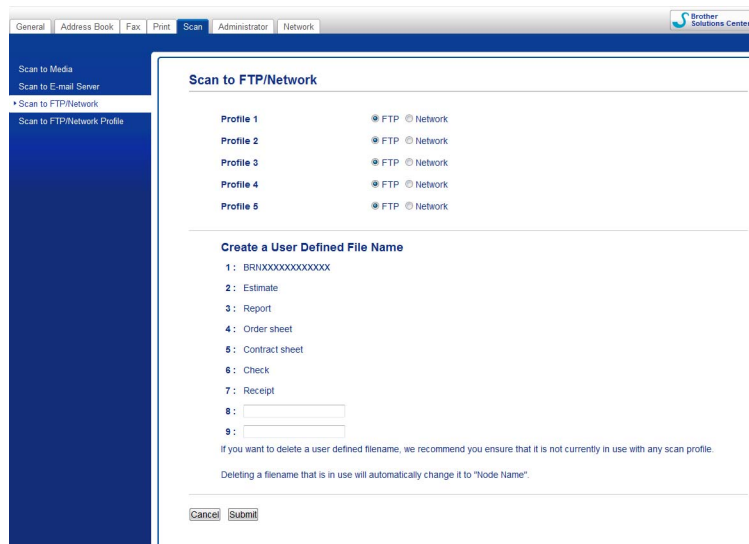 Brother
Solutions Center
General Address Book Fax Print Scan Administrator Network
Scan to Media
Scan to E-mail Server
Scan to FTP/Network
Scan to FTP/Network Profile
Scan to FTP/Network
Profile 1 FTP Network
Profile 2 FTP Network
Profile 3 FTP Network
Profile 4 FTP Network
Profile 5 FTP Network
Create a User Defined File Name
1 : BRNXXXXXXXXXXXX
2 : Estimate
3 : Report
4 : Order sheet
5 : Contract sheet
6 : Check
7 : Receipt
8 :
9 :
If you want to delete a user defined filename, we recommend you ensure that it is not currently in use with any scan profile.
Deleting a filename that is in use will automatically change it to "Node Name".
Cancel Submit